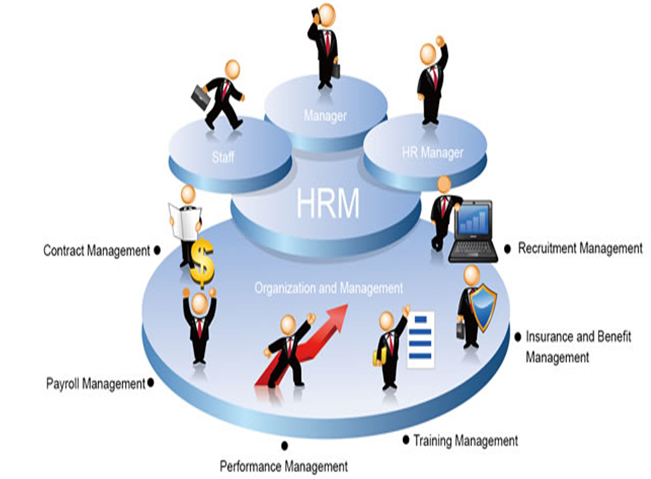 Manager
Staff
HR Manager
HRM
Contract Management
Recruitment Management
Organization and Management
$
Insurance and Benefit
Management
Payroll Management
Training Management
Performance Management